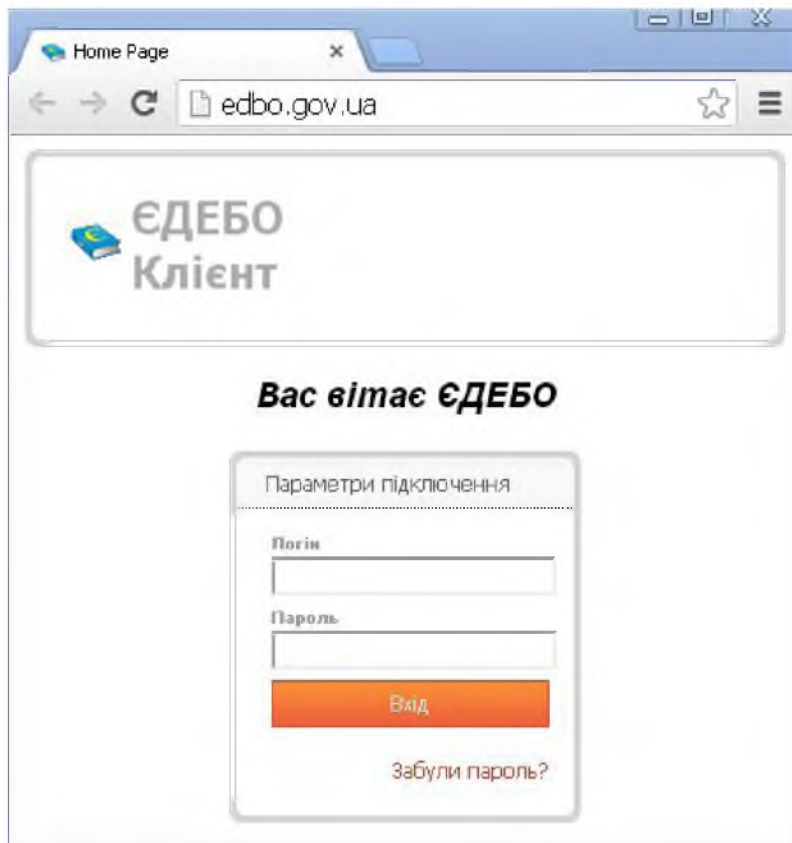 Home Page
edbo.gov.ua
ЄДЕБО
Клієнт
Вас вітає ЄДЕБО
Параметри підключення
Логін
Пароль
Вхід
Забули пароль?